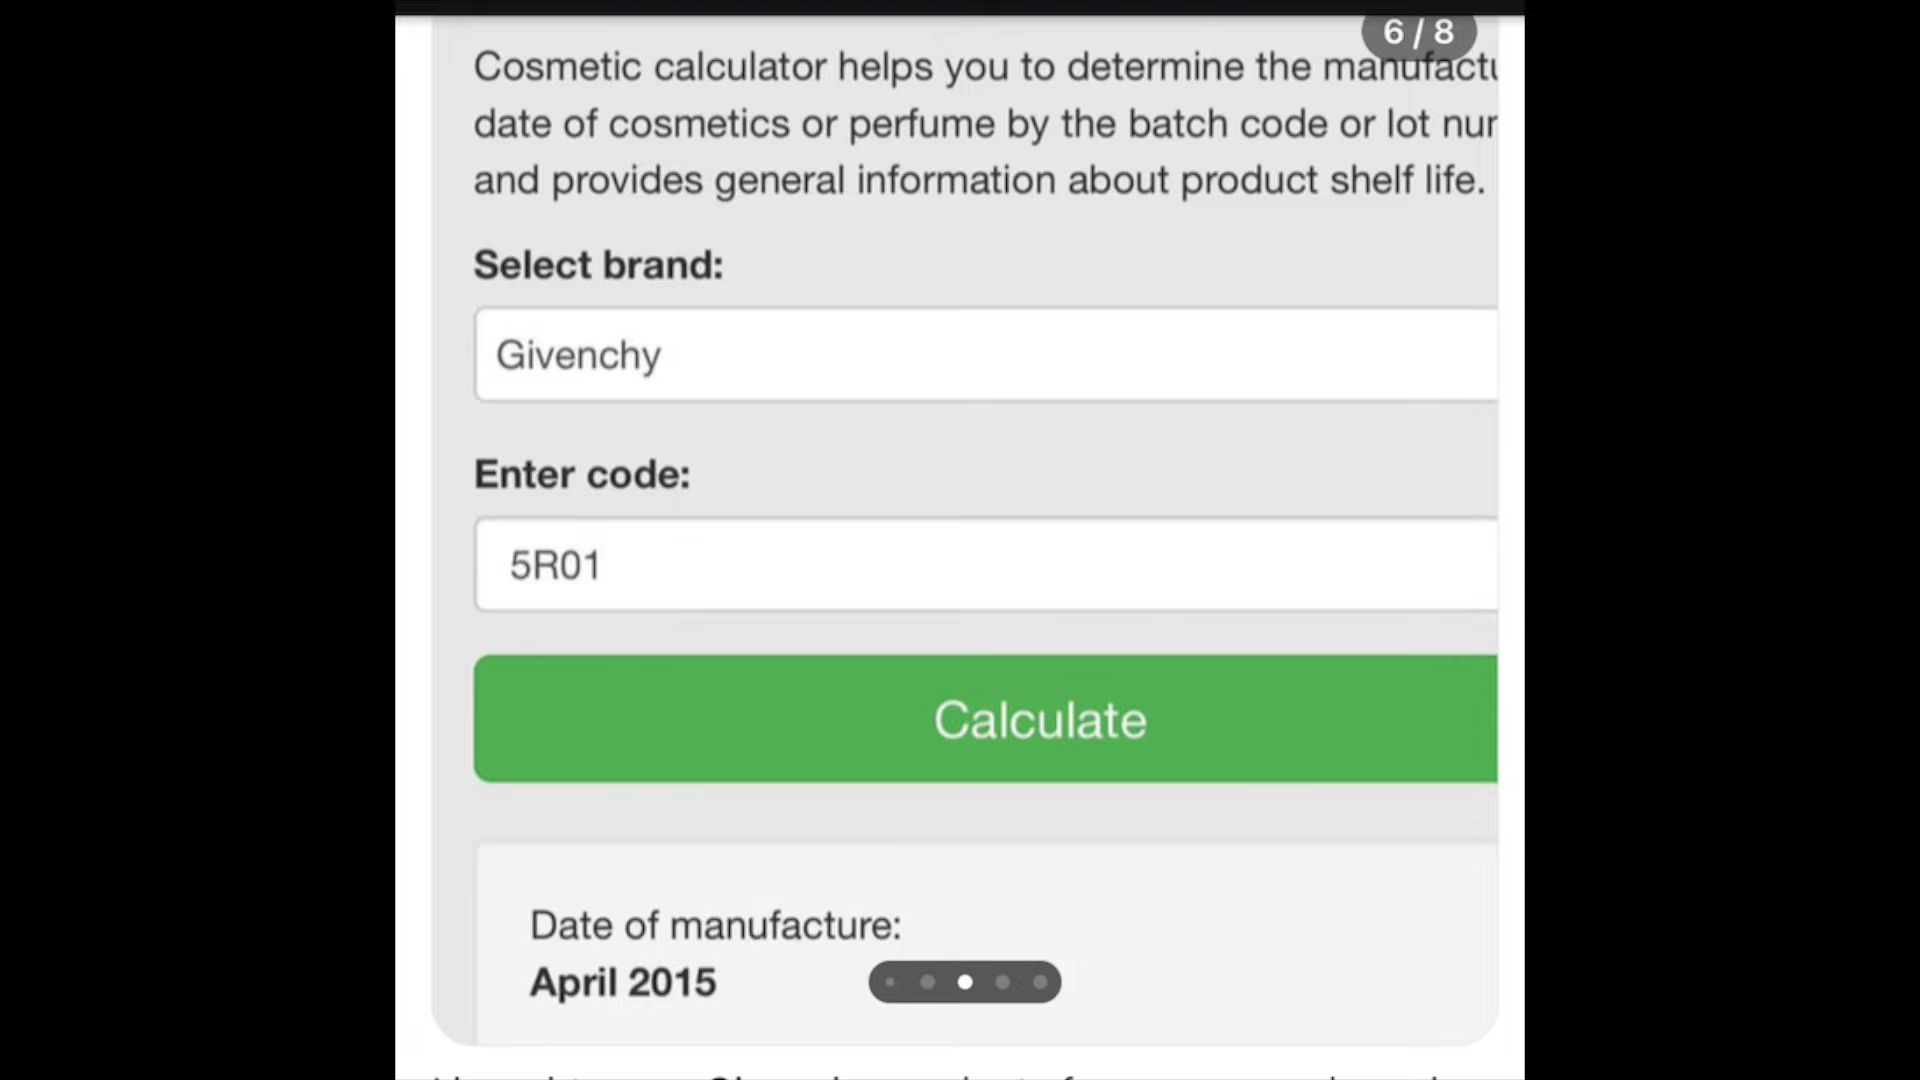 6 / 8
Cosmetic calculator helps you to determine the
date of cosmetics or perfume by the batch code or lot
and provides general information about product shelf life.
Select brand:
Givenchy
Enter code:
5R01
Calculate
Date of manufacture:
April 2015